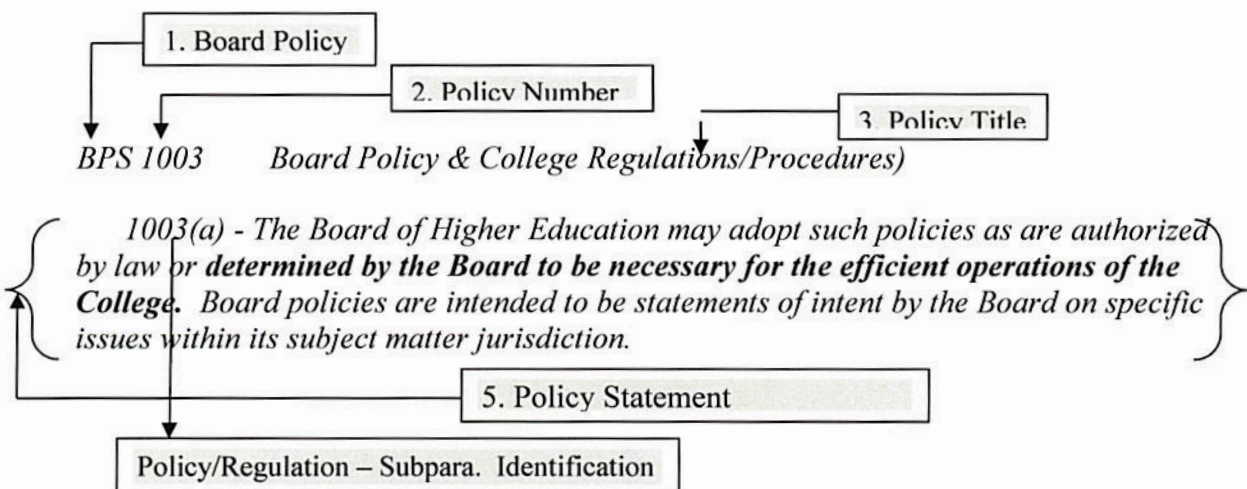 1. Board Policy
2. Policy Number
3. Policy Title
BPS 1003 Board Policy & College Regulations/Procedures)
1003(a) - The Board of Higher Education may adopt such policies as are authorized
by law or determined by the Board to be necessary for the efficient operations of the
College. Board policies are intended to be statements of intent by the Board on specific
issues within its subject matter jurisdiction.
5. Policy Statement
Policy/Regulation – Subpara. Identification